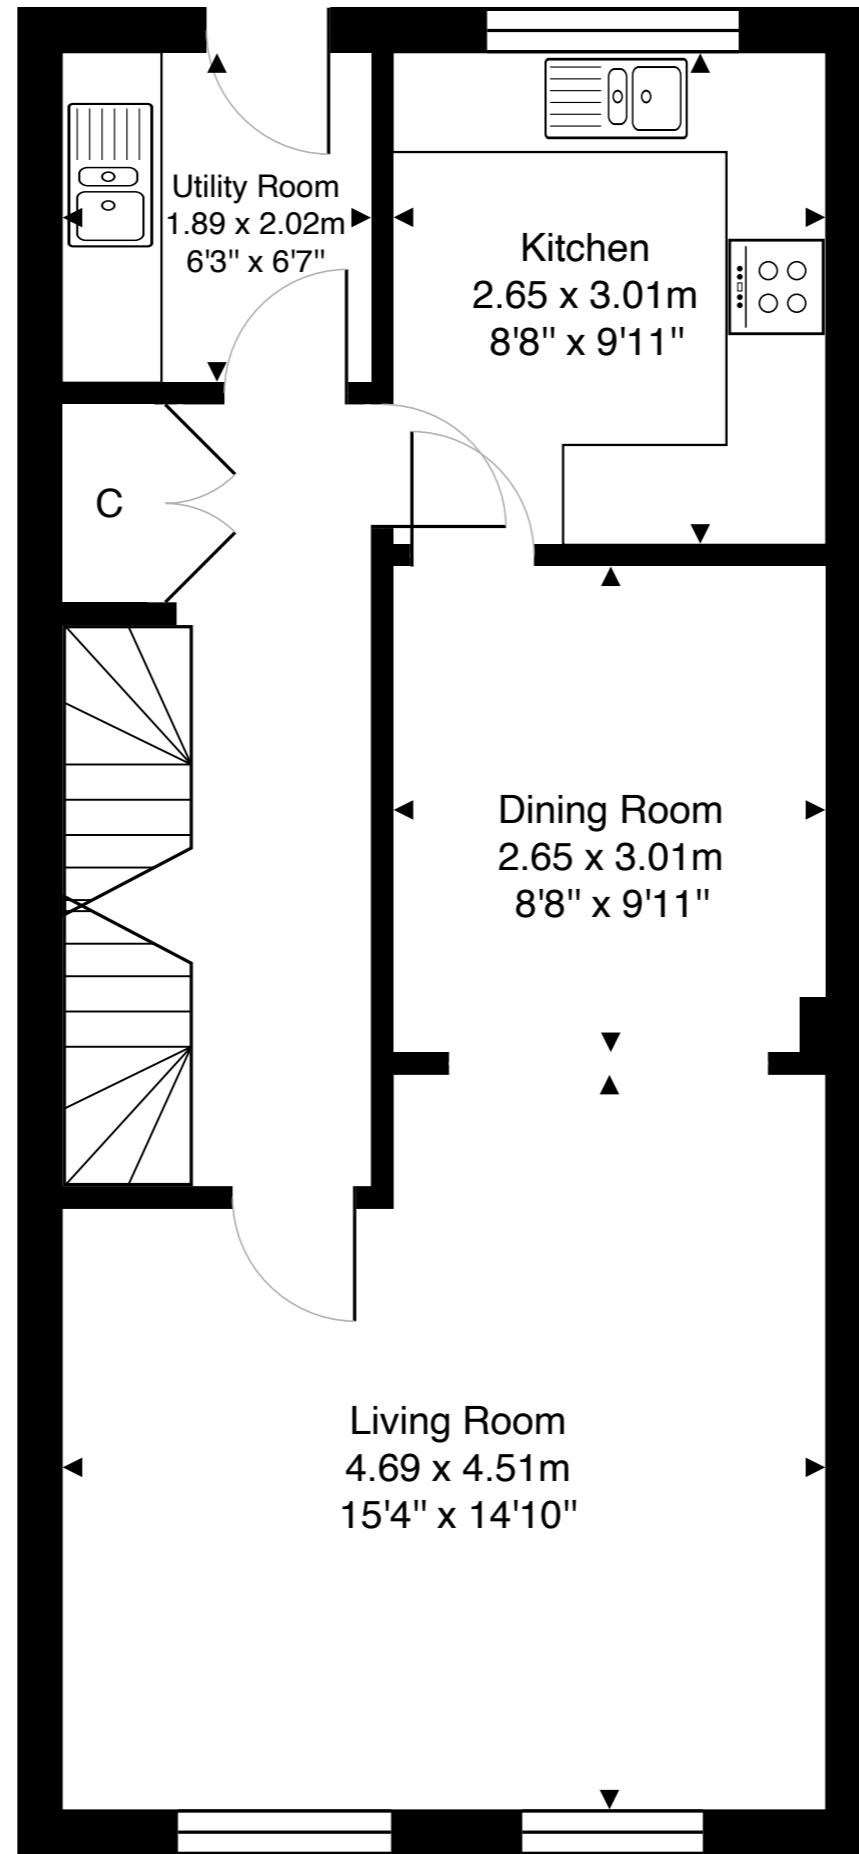 Utility Room
1.89 x 2.02m
6'3" x 6'7"
Kitchen
2.65 x 3.01m
8'8" x 9'11"
C
Dining Room
2.65 x 3.01m
8'8" x 9'11"
Living Room
4.69 x 4.51m
15'4" x 14'10"